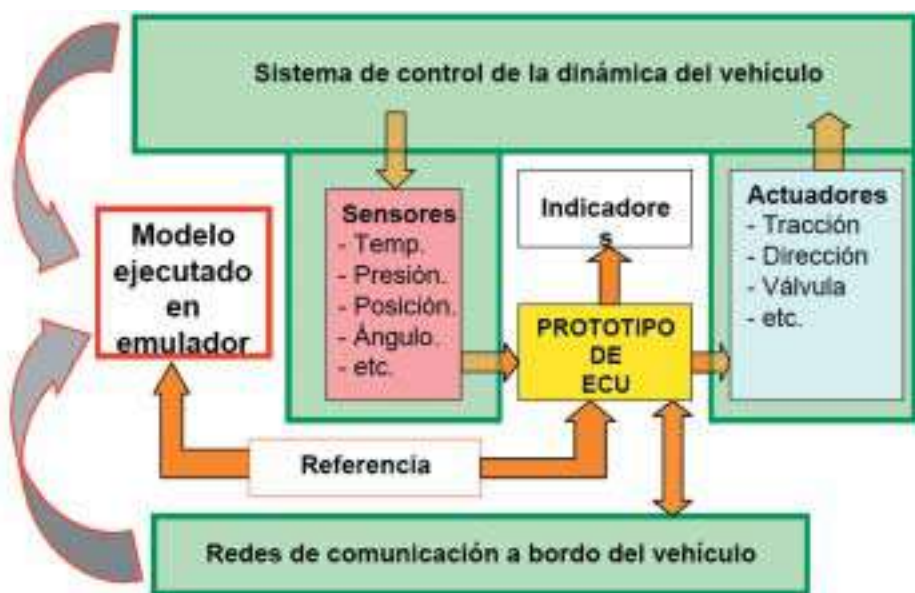 Sistema de control de la dinámica del vehículo
Modelo
ejecutado
en
emulador
Sensores
- Temp.
- Presión.
- Posición.
- Ángulo.
- etc.
Indicadore
s
PROTOTIPO
DE
ECU
Actuadores
- Tracción
- Dirección
- Válvula
- etc.
Referencia
Redes de comunicación a bordo del vehículo